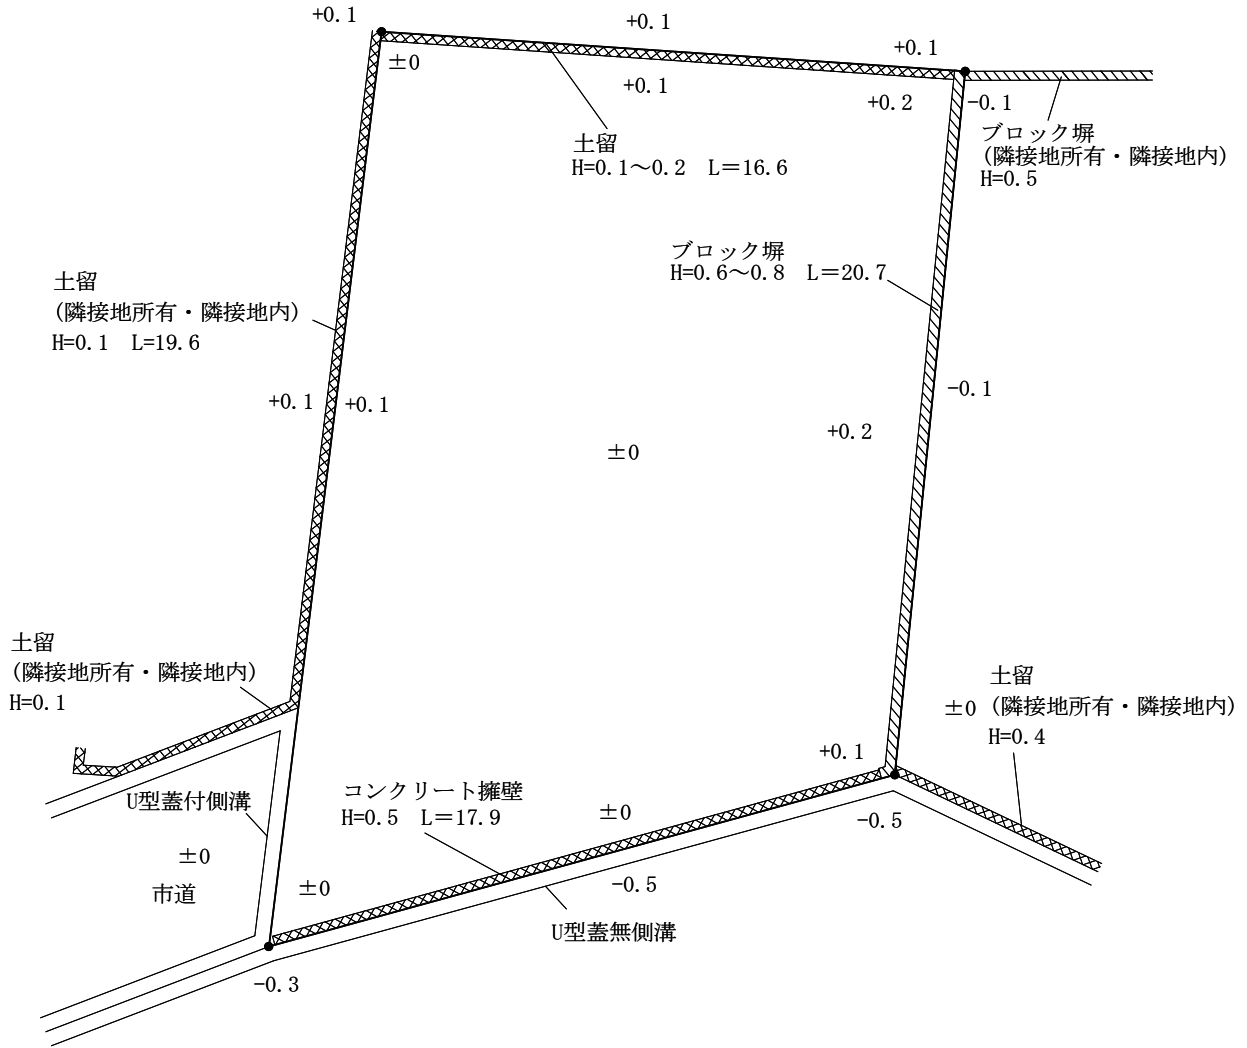 +0.1
+0.1
+0.1
±0
+0.1
+0.2
-0.1
土留
H=0.1～0.2　L=16.6
ブロック塀
(隣接地所有・隣接地内)
H=0.5
ブロック塀
H=0.6～0.8　L=20.7
土留
(隣接地所有・隣接地内)
H=0.1　L=19.6
+0.1
+0.1
-0.1
+0.2
±0
土留
(隣接地所有・隣接地内)
H=0.1
土留
±0
(隣接地所有・隣接地内)
H=0.4
+0.1
U型蓋付側溝
コンクリート擁壁
H=0.5　L=17.9
±0
-0.5
±0
市道
±0
-0.5
U型蓋無側溝
-0.3